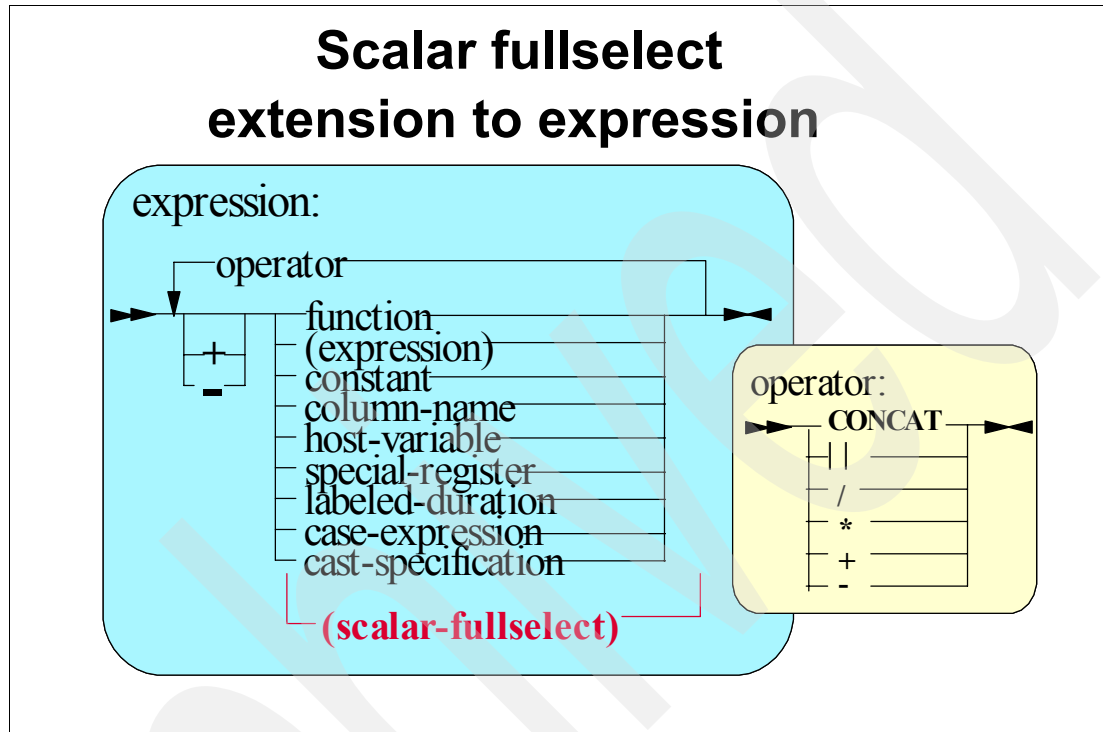 Scalar fullselect
extension to expression
expression:
operator
+
-
function
(expression)
constant
column-name
host-variable
special-register
labeled-duration
case-expression
cast-specification
(scalar-fullselect)
operator:
CONCAT
||
/
*
+
-